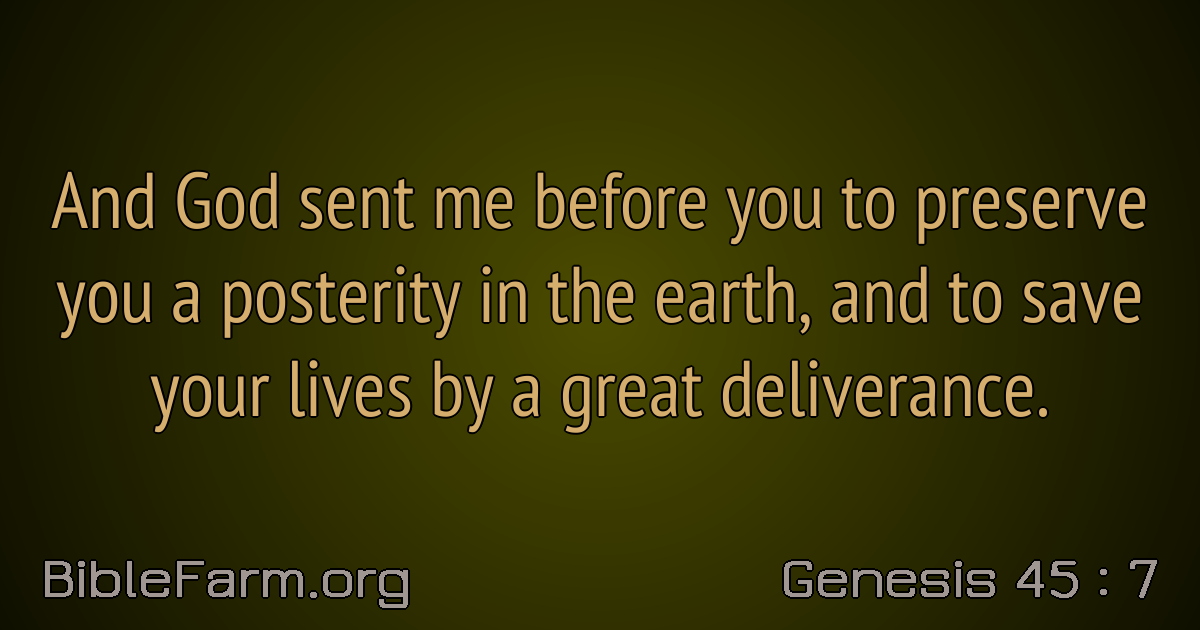 And God sent me before you to preserve
you a posterity in the earth, and to save
your lives by a great deliverance.
BibleFarm.org
Genesis 45 : 7